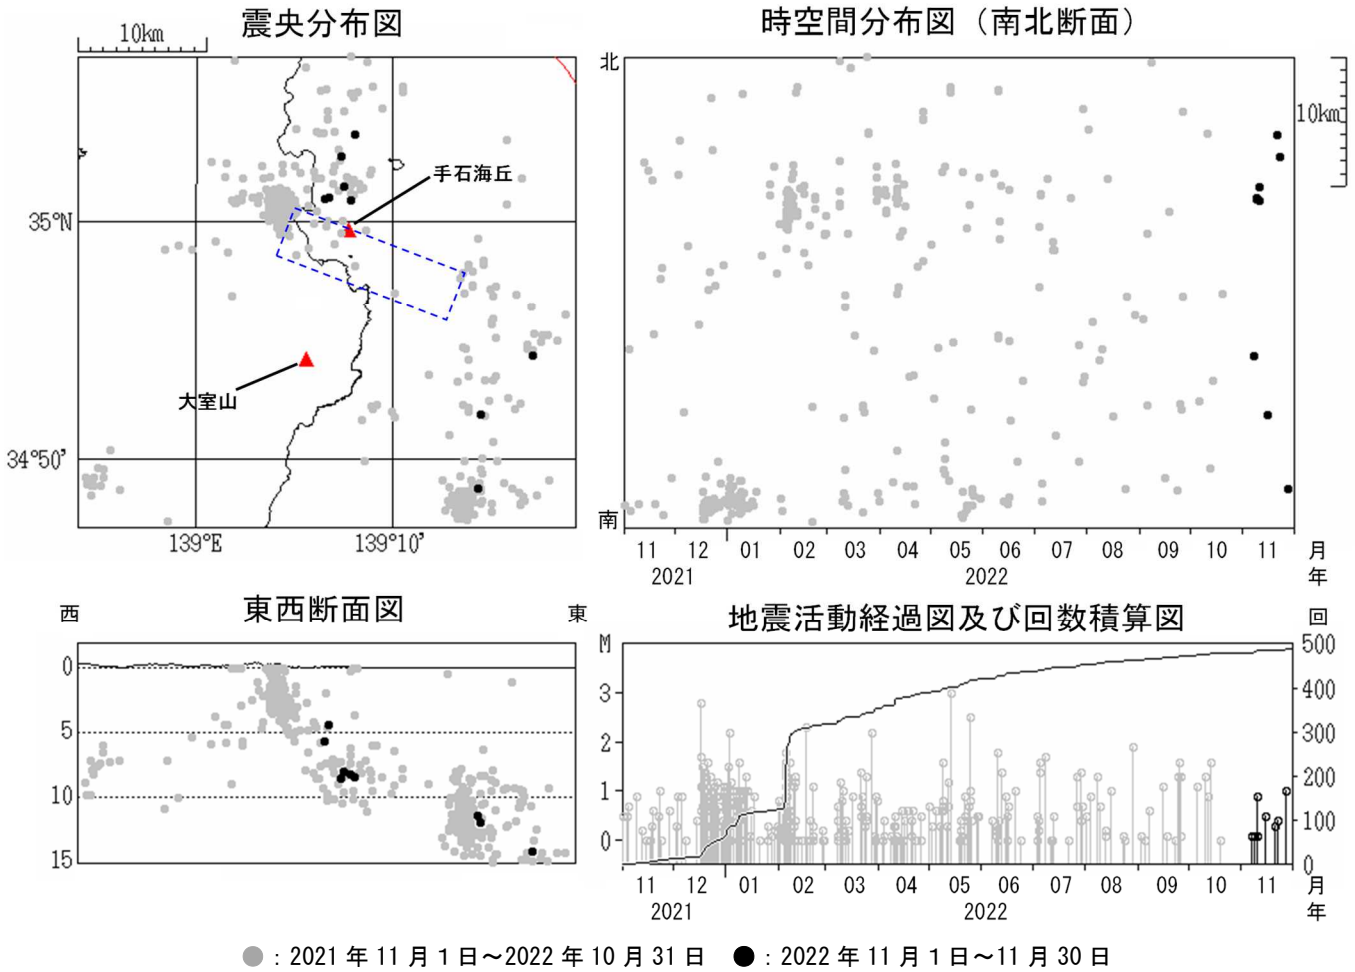 震央分布図
10km
手石海丘
35°N
大室山
34°50'
139°E
139°10'
時空間分布図（南北断面）
北
10km
南
11 12 01 02 03 04 05 06 07 08 09 10 11 月
2021 2022 年
東西断面図
西 東
0
5
10
15
地震活動経過図及び回数積算図
M 回
500
3 400
2 300
200
1
100
0
0
11 12 01 02 03 04 05 06 07 08 09 10 11 月
2021 2022 年
：2021 年 11 月 1 日～2022 年 10 月 31 日 ：2022 年 11 月 1 日～11 月 30 日